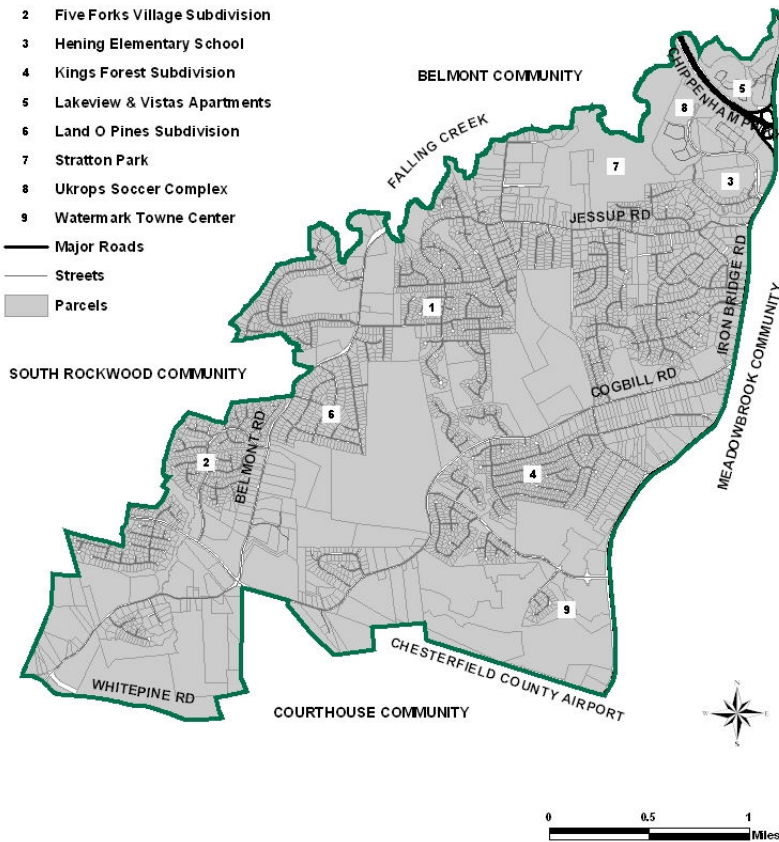 2 Five Forks Village Subdivision
3 Hening Elementary School
4 Kings Forest Subdivision
5 Lakeview & Vistas Apartments
6 Land O Pines Subdivision
7 Stratton Park
8 Ukrops Soccer Complex
9 Watermark Towne Center
Major Roads
Streets
Parcels
BELMONT COMMUNITY
FALLING CREEK
CHIPPENHAM PKWY
5
8
7
3
JESSUP RD
IRON BRIDGE RD
1
MEADOWBROOK COMMUNITY
SOUTH ROCKWOOD COMMUNITY
COGBILL RD
6
BELMONT RD
2
4
9
WHITEPINE RD
CHESTERFIELD COUNTY AIRPORT
COURTHOUSE COMMUNITY
N
W E
S
0 0.5 1
Miles